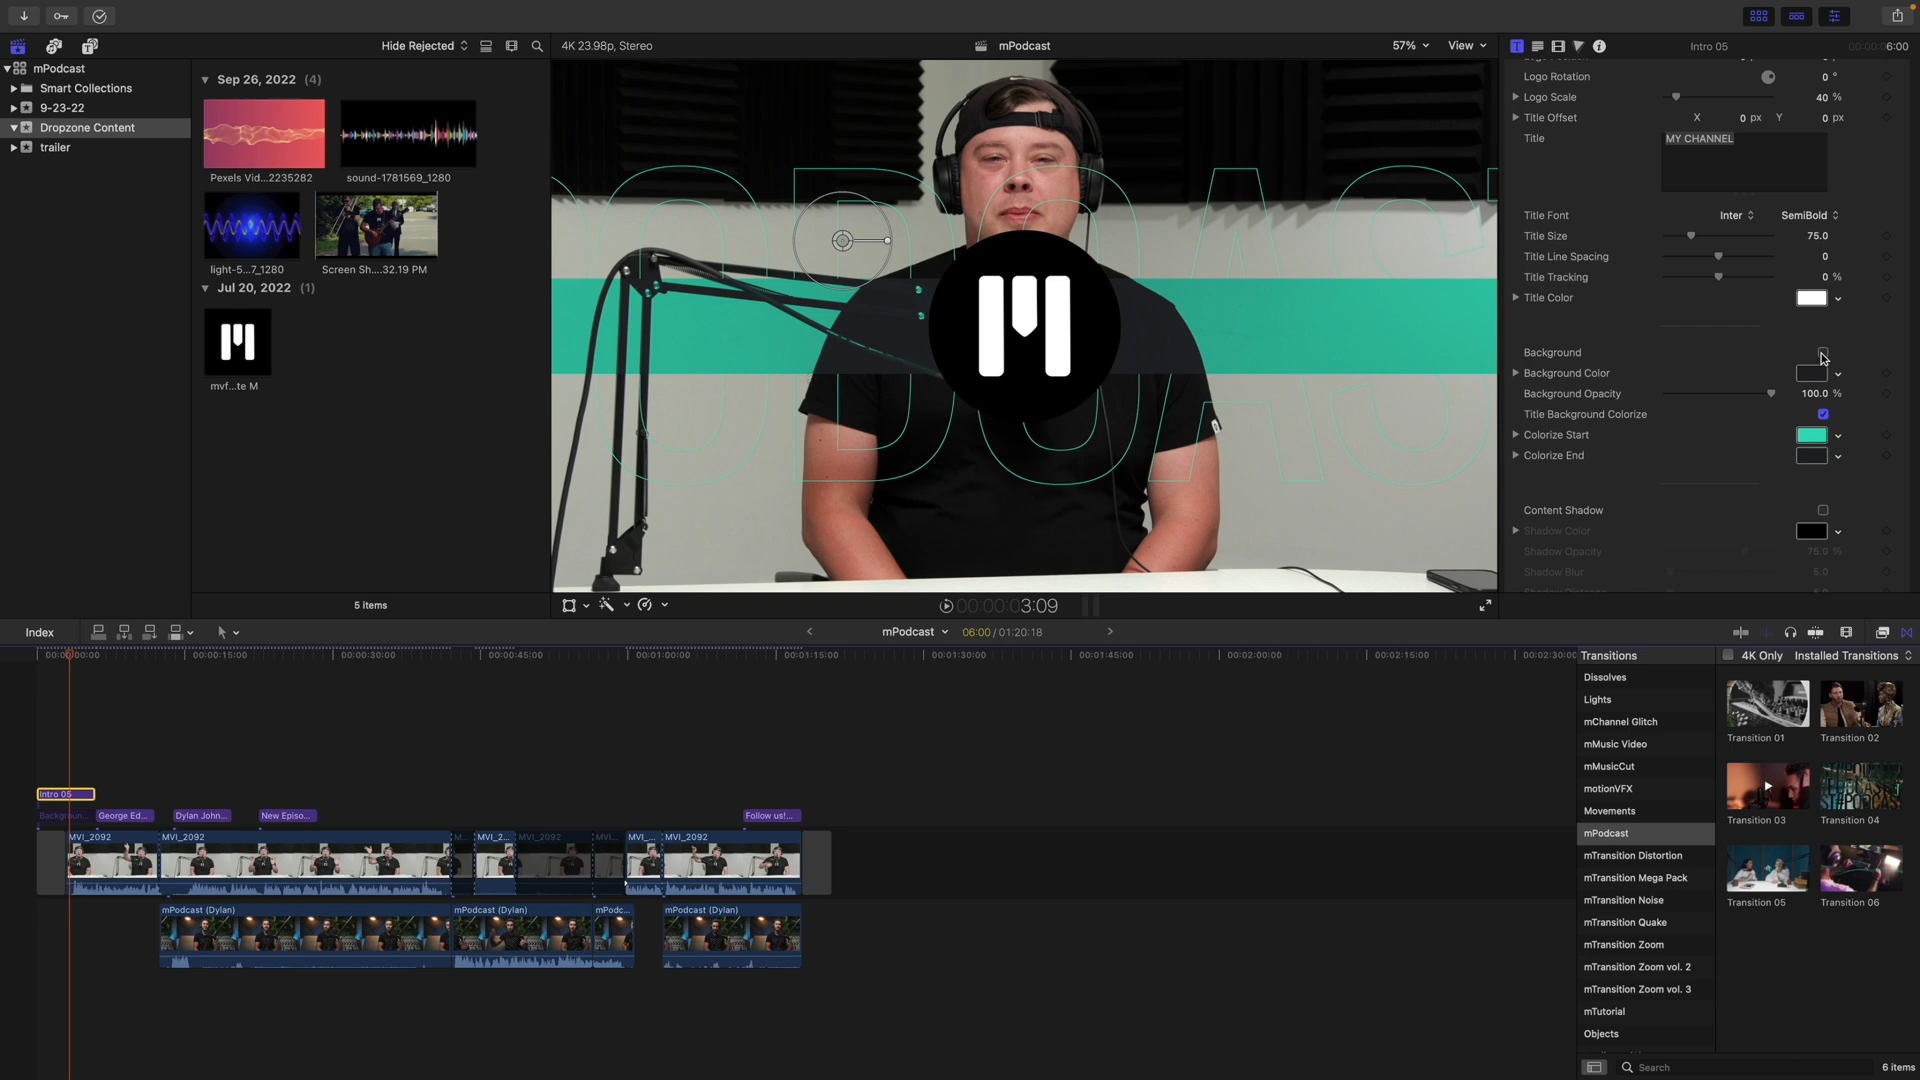 Hide Rejected
4K 23.98p, Stereo
mPodcast
57%
View
Intro 05
00:00:00 6:00
mPodcast
Smart Collections
9-23-22
Dropzone Content
trailer
Sep 26, 2022 (4)
Pexels Vid...2235282
sound-1781569_1280
light-5...7_1280
Screen Sh....32.19 PM
Jul 20, 2022 (1)
mvf...te M
5 items
ODCAST
M
00:00:03:09
Logo Rotation 0 °
Logo Scale 40 %
Title Offset X 0 px Y 0 px
Title MY CHANNEL
Title Font Inter SemiBold
Title Size 75.0
Title Line Spacing 0
Title Tracking 0 %
Title Color
Background
Background Color
Background Opacity 100.0 %
Title Background Colorize
Colorize Start
Colorize End
Content Shadow
Shadow Color
Shadow Opacity 75.0 %
Shadow Blur 5.0
Index
mPodcast
06:00 / 01:20:18
00:00:00:00
00:00:15:00
00:00:30:00
00:00:45:00
00:01:00:00
00:01:15:00
00:01:30:00
00:01:45:00
00:02:00:00
00:02:15:00
00:02:30:00
Intro 05
Backgroun...
George Ed...
Dylan John...
New Episo...
Follow us!...
MVI_2092
MVI_2092
M...
MVI_2...
MVI_2092
MVI...
MVI_...
MVI_2092
mPodcast (Dylan)
mPodcast (Dylan)
mPodc...
mPodcast (Dylan)
Transitions
4K Only
Installed Transitions
Dissolves
Lights
mChannel Glitch
mMusic Video
mMusicCut
motionVFX
Movements
mPodcast
mTransition Distortion
mTransition Mega Pack
mTransition Noise
mTransition Quake
mTransition Zoom
mTransition Zoom vol. 2
mTransition Zoom vol. 3
mTutorial
Objects
Transition 01
Transition 02
Transition 03
Transition 04
Transition 05
Transition 06
Search
6 items